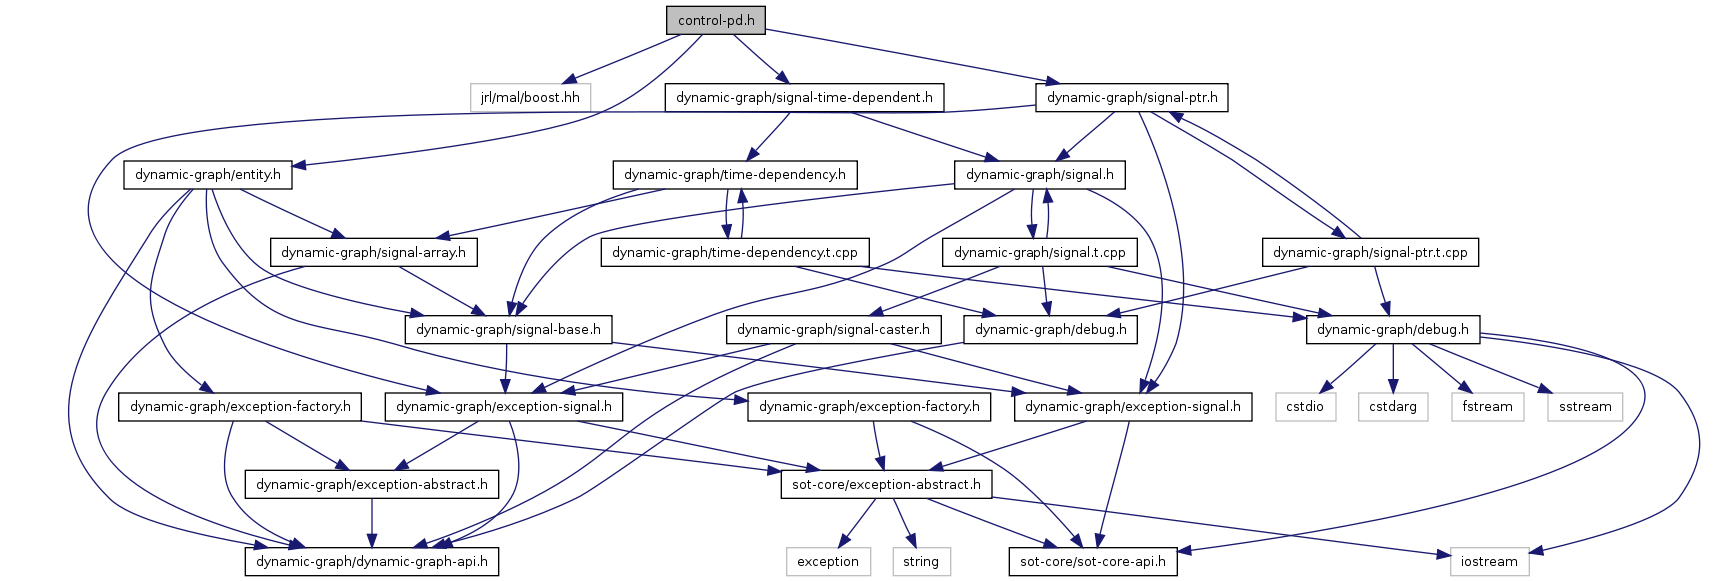 control-pd.h
jrl/mal/boost.hh
dynamic-graph/signal-time-dependent.h
dynamic-graph/signal-ptr.h
dynamic-graph/entity.h
dynamic-graph/time-dependency.h
dynamic-graph/signal.h
dynamic-graph/signal-array.h
dynamic-graph/time-dependency.t.cpp
dynamic-graph/signal.t.cpp
dynamic-graph/signal-ptr.t.cpp
dynamic-graph/signal-base.h
dynamic-graph/signal-caster.h
dynamic-graph/debug.h
dynamic-graph/debug.h
dynamic-graph/exception-factory.h
dynamic-graph/exception-signal.h
dynamic-graph/exception-factory.h
dynamic-graph/exception-signal.h
cstdio
cstdarg
fstream
sstream
dynamic-graph/exception-abstract.h
sot-core/exception-abstract.h
dynamic-graph/dynamic-graph-api.h
exception
string
sot-core/sot-core-api.h
iostream